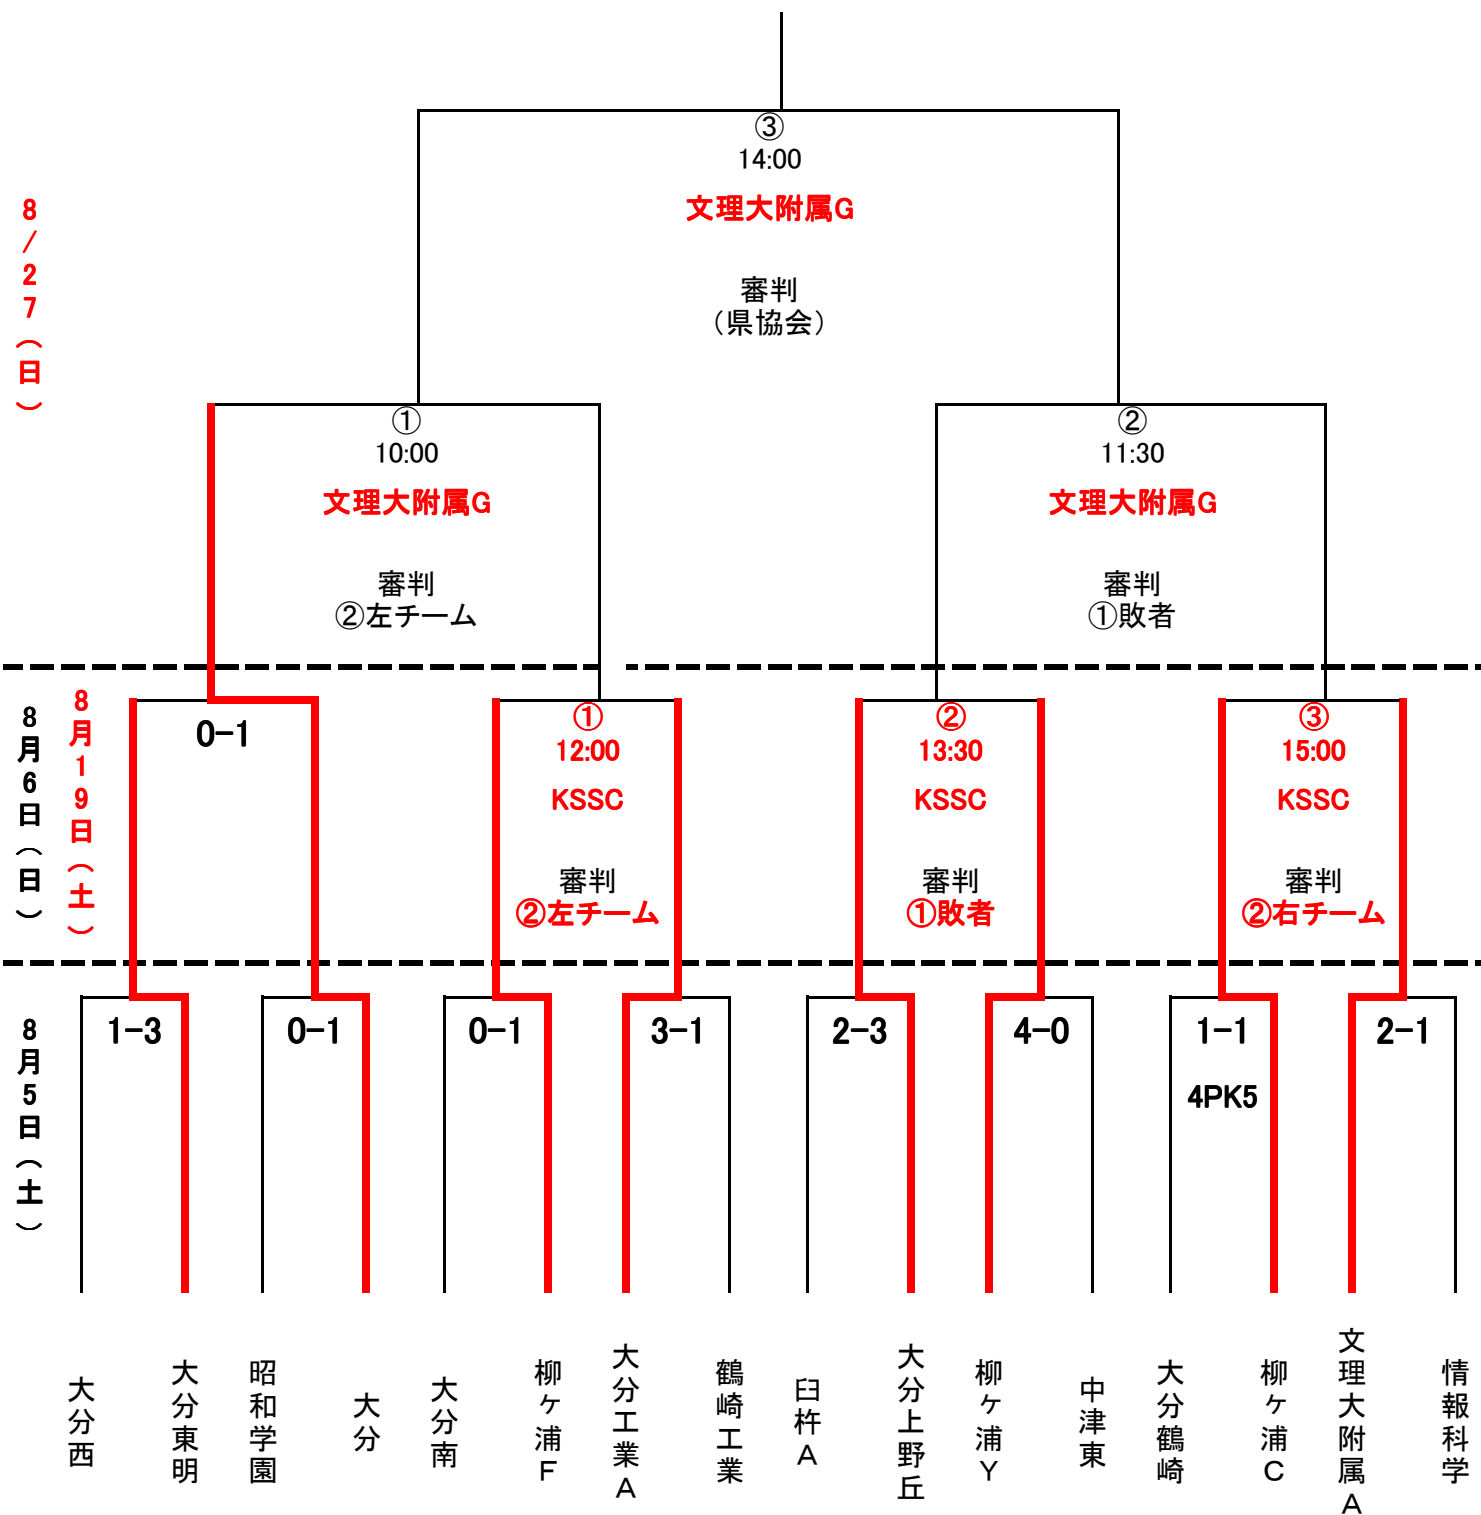 ③
14:00
文理大附属G
審判
（県協会）
8/27（日）
①
10:00
文理大附属G
審判
②左チーム
②
11:30
文理大附属G
審判
①敗者
8月6日（日）
8月19日（土）
0-1
①
12:00
KSSC
審判
②左チーム
②
13:30
KSSC
審判
①敗者
③
15:00
KSSC
審判
②右チーム
8月5日（土）
1-3
0-1
0-1
3-1
2-3
4-0
1-1
4PK5
2-1
大分西
大分東明
昭和学園
大分
大分南
柳ヶ浦F
大分工業A
鶴崎工業
臼杵A
大分上野丘
柳ヶ浦Y
中津東
大分鶴崎
柳ヶ浦C
文理大附属A
情報科学